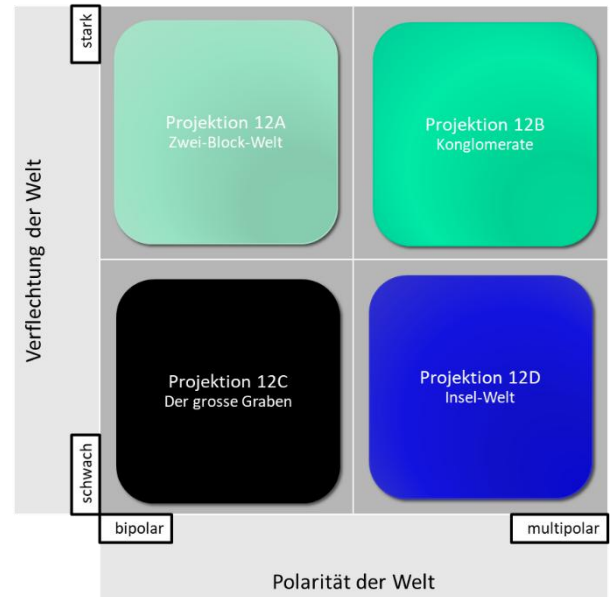 stark
Projektion 12A
Zwei-Block-Welt
Projektion 12B
Konglomerate
Verflechtung der Welt
Projektion 12C
Der grosse Graben
Projektion 12D
Insel-Welt
schwach
bipolar
multipolar
Polarität der Welt